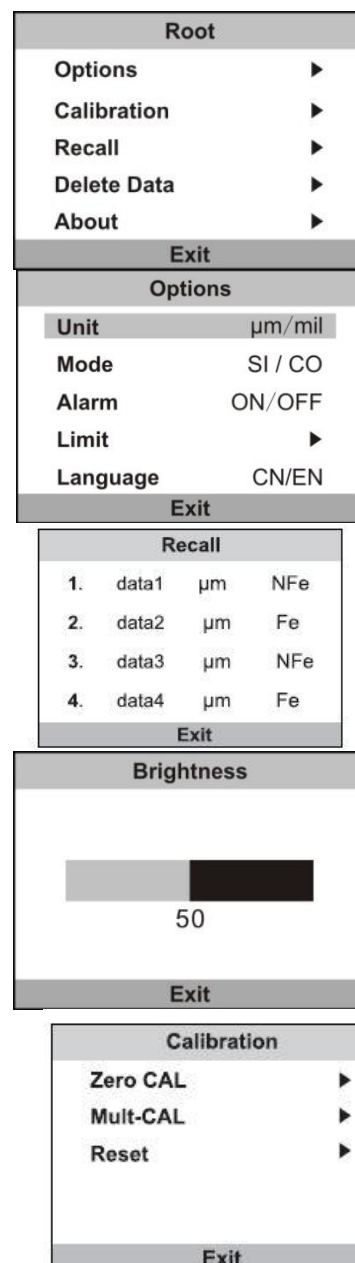 Root
Options ▶
Calibration ▶
Recall ▶
Delete Data ▶
About ▶
Exit
Options
Unit μm/mil
Mode SI / CO
Alarm ON/OFF
Limit ▶
Language CN/EN
Exit
Recall
1. data1 μm NFe
2. data2 μm Fe
3. data3 μm NFe
4. data4 μm Fe
Exit
Brightness
50
Exit
Calibration
Zero CAL ▶
Mult-CAL ▶
Reset ▶
Exit